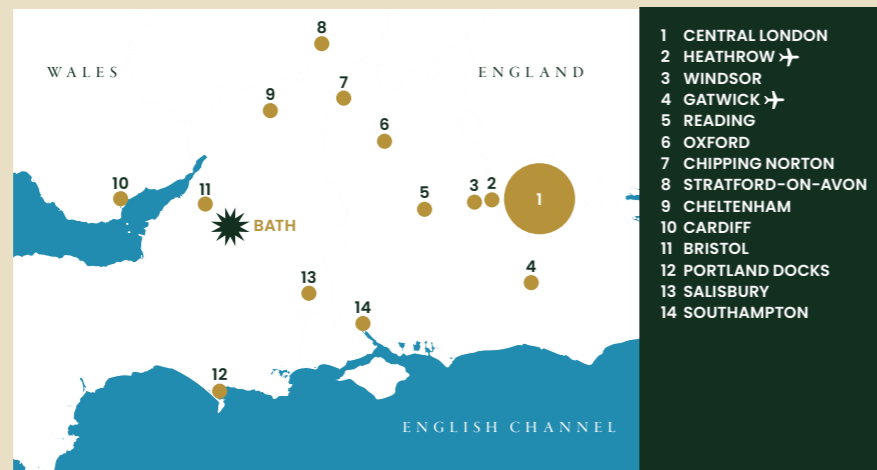 8
WALES
ENGLAND
7
9
6
10
11
5
3
2
1
BATH
4
13
14
12
ENGLISH CHANNEL
1 CENTRAL LONDON
2 HEATHROW
3 WINDSOR
4 GATWICK
5 READING
6 OXFORD
7 CHIPPING NORTON
8 STRATFORD-ON-AVON
9 CHELTENHAM
10 CARDIFF
11 BRISTOL
12 PORTLAND DOCKS
13 SALISBURY
14 SOUTHAMPTON